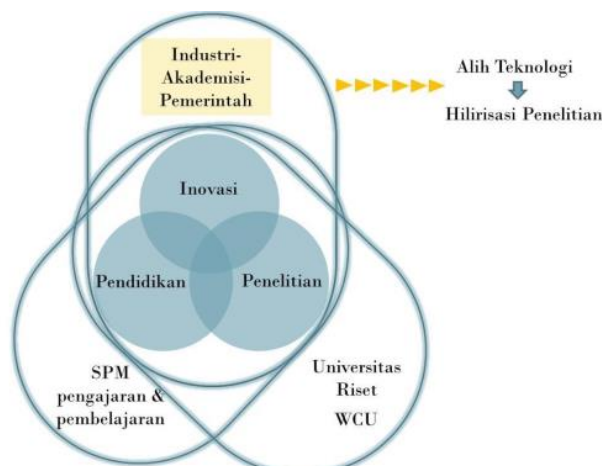 Industri-
Akademisi-
Pemerintah
Alih Teknologi
Hilirisasi Penelitian
Inovasi
Pendidikan
Penelitian
SPM
pengajaran &
pembelajaran
Universitas
Riset
WCU